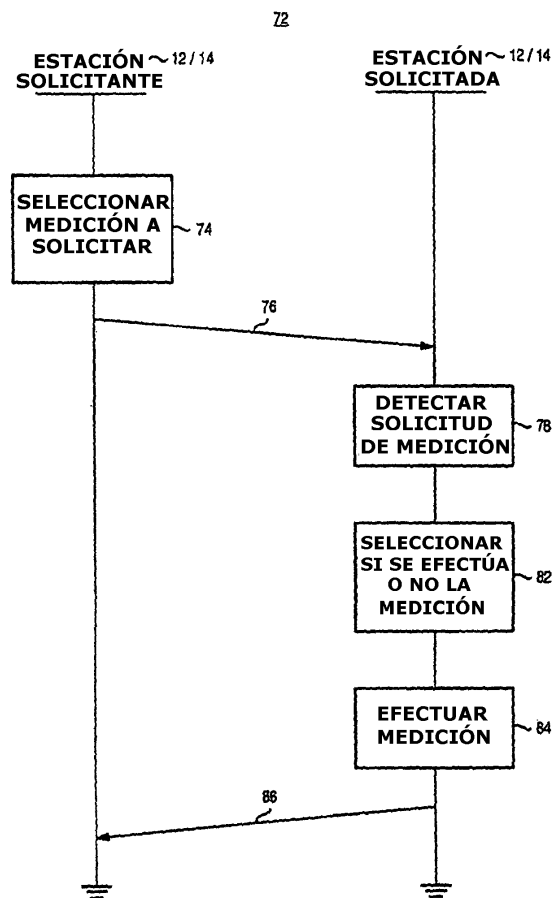 72
ESTACIÓN ~ 12 / 14
SOLICITANTE
ESTACIÓN ~ 12 / 14
SOLICITADA
SELECCIONAR
MEDICIÓN A
SOLICITAR
74
76
DETECTAR
SOLICITUD
DE MEDICIÓN
78
SELECCIONAR
SI SE EFECTÚA
O NO LA
MEDICIÓN
82
EFECTUAR
MEDICIÓN
84
86